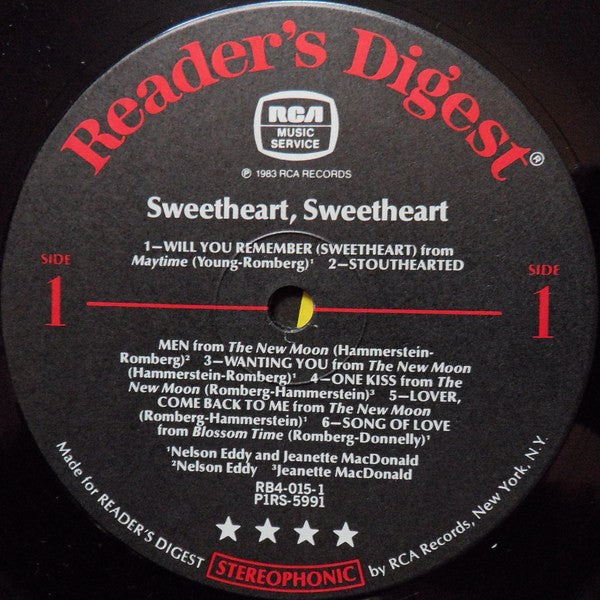 Reader's Digest®
RCA
MUSIC
SERVICE
℗ 1983 RCA RECORDS
Sweetheart, Sweetheart
1—WILL YOU REMEMBER (SWEETHEART) from
Maytime (Young-Romberg)¹ 2—STOUTHEARTED
SIDE
1
SIDE
1
MEN from The New Moon (Hammerstein-
Romberg)² 3—WANTING YOU from The New Moon
(Hammerstein-Romberg)¹ 4—ONE KISS from The
New Moon (Romberg-Hammerstein)³ 5—LOVER,
COME BACK TO ME from The New Moon
(Romberg-Hammerstein)¹ 6—SONG OF LOVE
from Blossom Time (Romberg-Donnelly)¹
¹Nelson Eddy and Jeanette MacDonald
²Nelson Eddy ³Jeanette MacDonald
RB4-015-1
P1RS-5991
Made for READER'S DIGEST
STEREOPHONIC
by RCA Records, New York, N.Y.